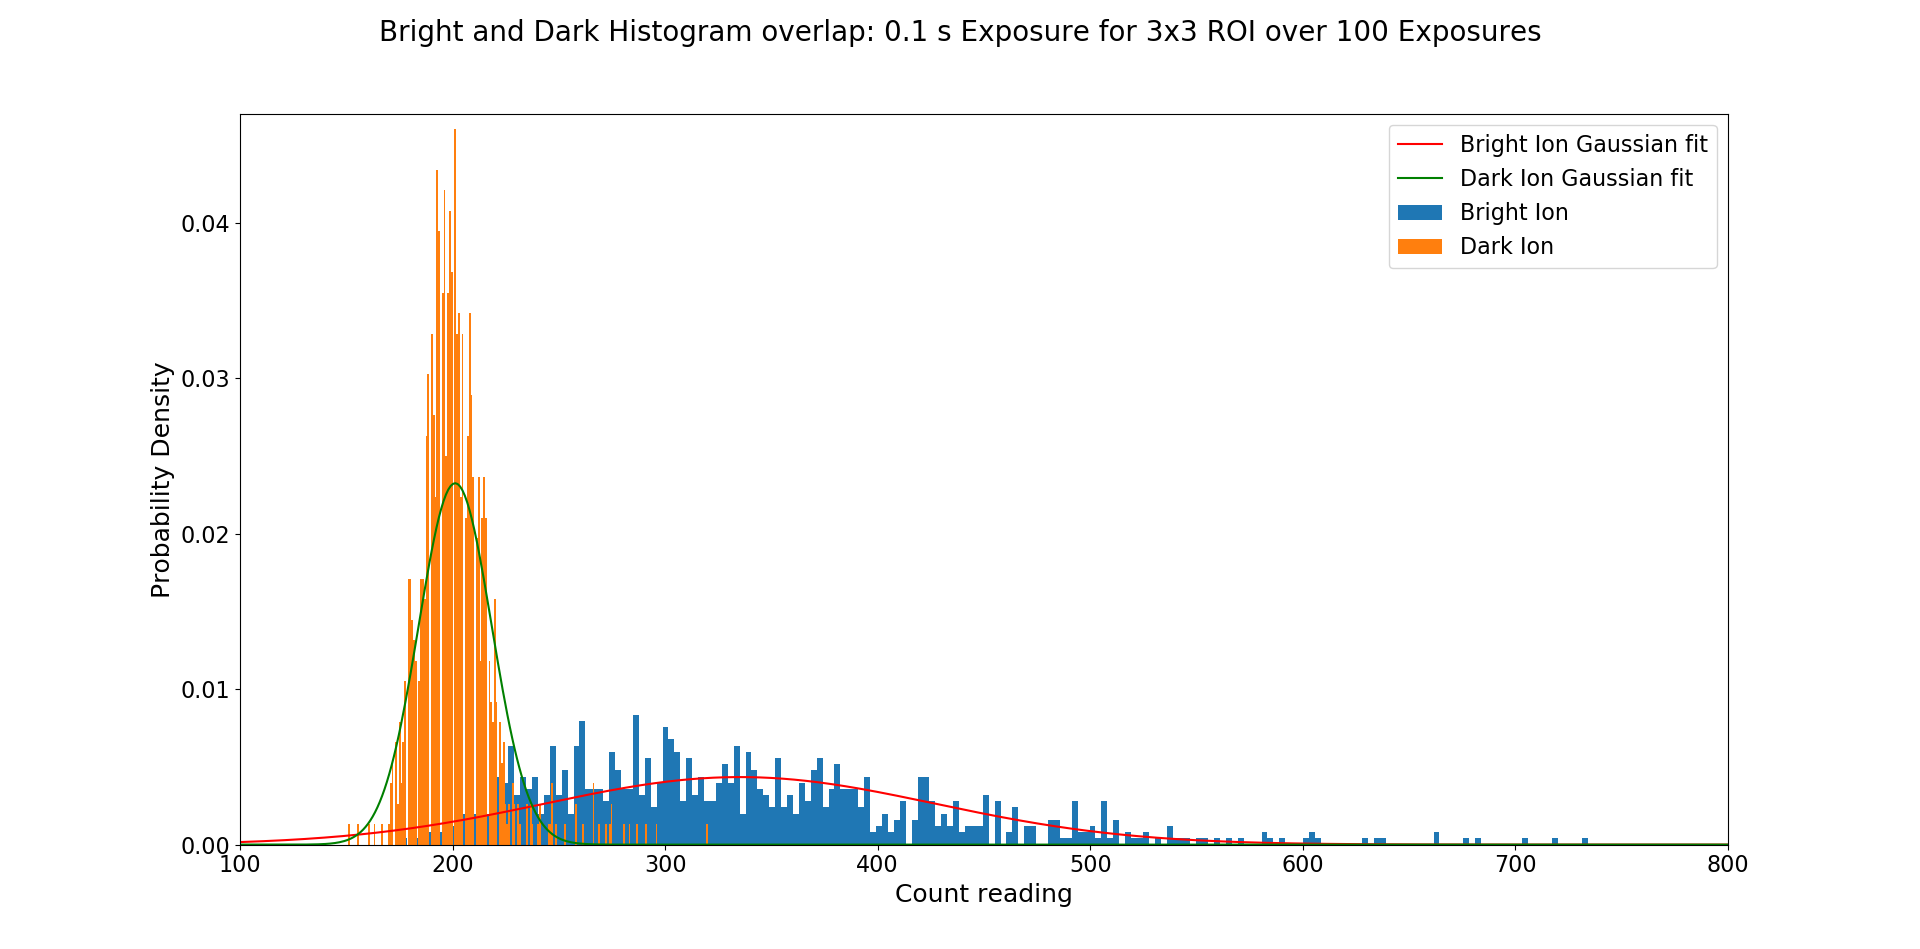 Bright and Dark Histogram overlap: 0.1 s Exposure for 3x3 ROI over 100 Exposures
Bright Ion Gaussian fit
Dark Ion Gaussian fit
Bright Ion
Dark Ion
Probability Density
0.04
0.03
0.02
0.01
0.00
100 200 300 400 500 600 700 800
Count reading